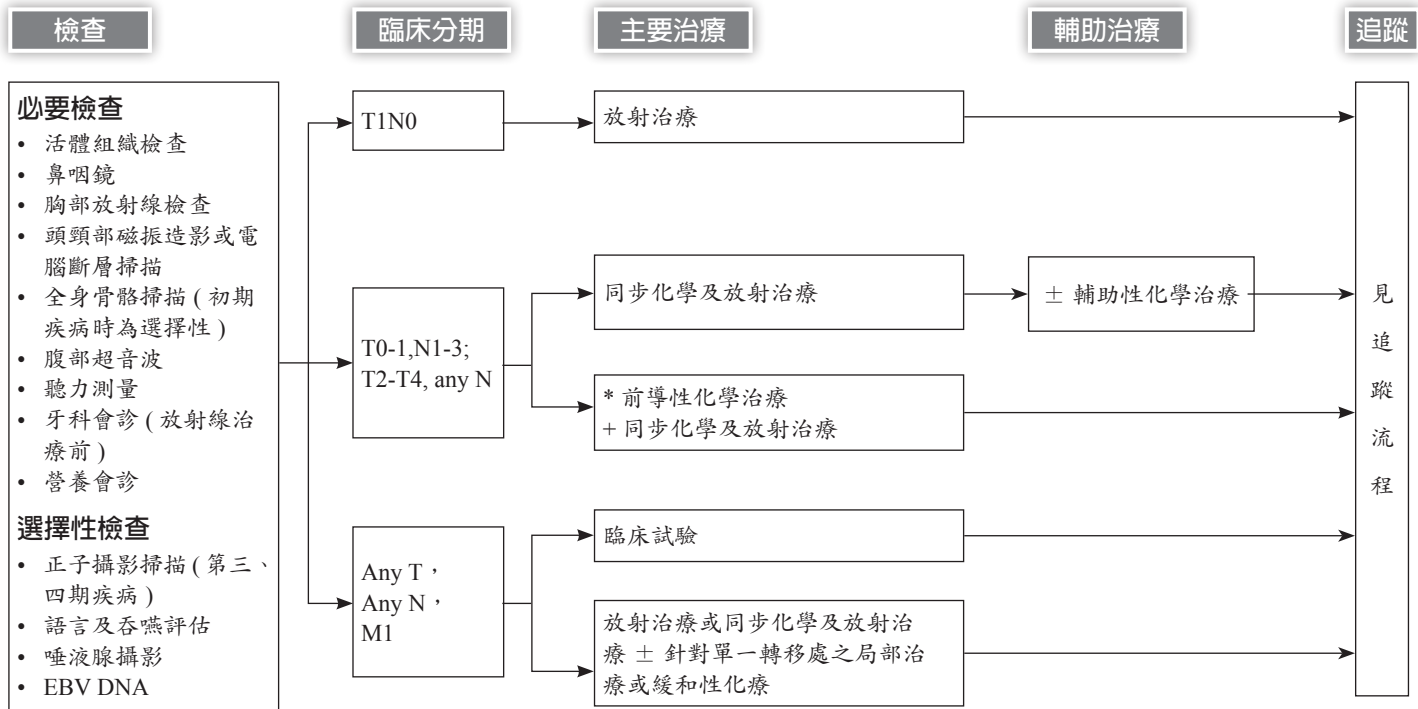 檢查
臨床分期
主要治療
輔助治療
追蹤
必要檢查
• 活體組織檢查
• 鼻咽鏡
• 胸部放射線檢查
• 頭頸部磁振造影或電
腦斷層掃描
• 全身骨骼掃描 ( 初期
疾病時為選擇性 )
• 腹部超音波
• 聽力測量
• 牙科會診 ( 放射線治
療前 )
• 營養會診
選擇性檢查
• 正子攝影掃描 ( 第三、
四期疾病 )
• 語言及吞嚥評估
• 唾液腺攝影
• EBV DNA
T1N0
放射治療
T0-1,N1-3;
T2-T4, any N
同步化學及放射治療
± 輔助性化學治療
* 前導性化學治療
+ 同步化學及放射治療
Any T，
Any N，
M1
臨床試驗
放射治療或同步化學及放射治
療 ± 針對單一轉移處之局部治
療或緩和性化療
見
追
蹤
流
程